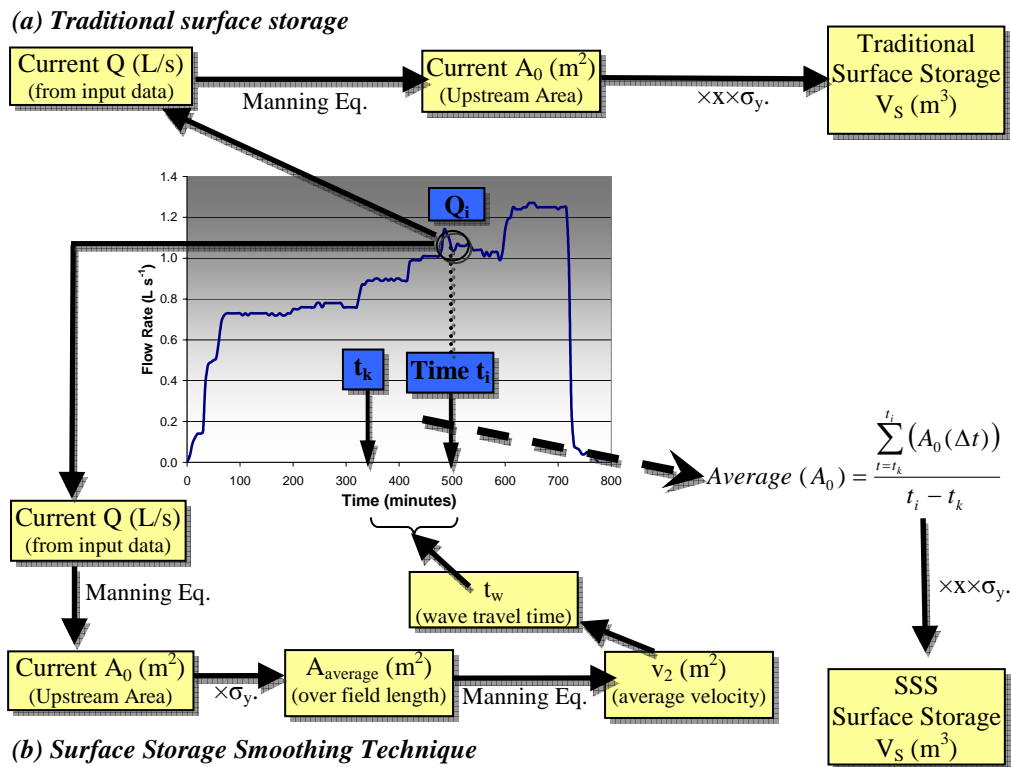 (a) Traditional surface storage
Current Q (L/s)
(from input data)
Manning Eq.
Current A₀ (m²)
(Upstream Area)
×x×σy.
Traditional
Surface Storage
VS (m³)
1.4
1.2
1.0
0.8
0.6
0.4
0.2
0.0
Flow Rate (L s⁻¹)
Qi
tk
Time ti
0 100 200 300 400 500 600 700 800
Time (minutes)
Average (A₀) = ∑_{t=tk}^{ti} (A₀(Δt)) / ti − tk
Current Q (L/s)
(from input data)
Manning Eq.
tw
(wave travel time)
×x×σy.
Current A₀ (m²)
(Upstream Area)
×σy.
Aaverage (m²)
(over field length)
Manning Eq.
v₂ (m²)
(average velocity)
SSS
Surface Storage
VS (m³)
(b) Surface Storage Smoothing Technique